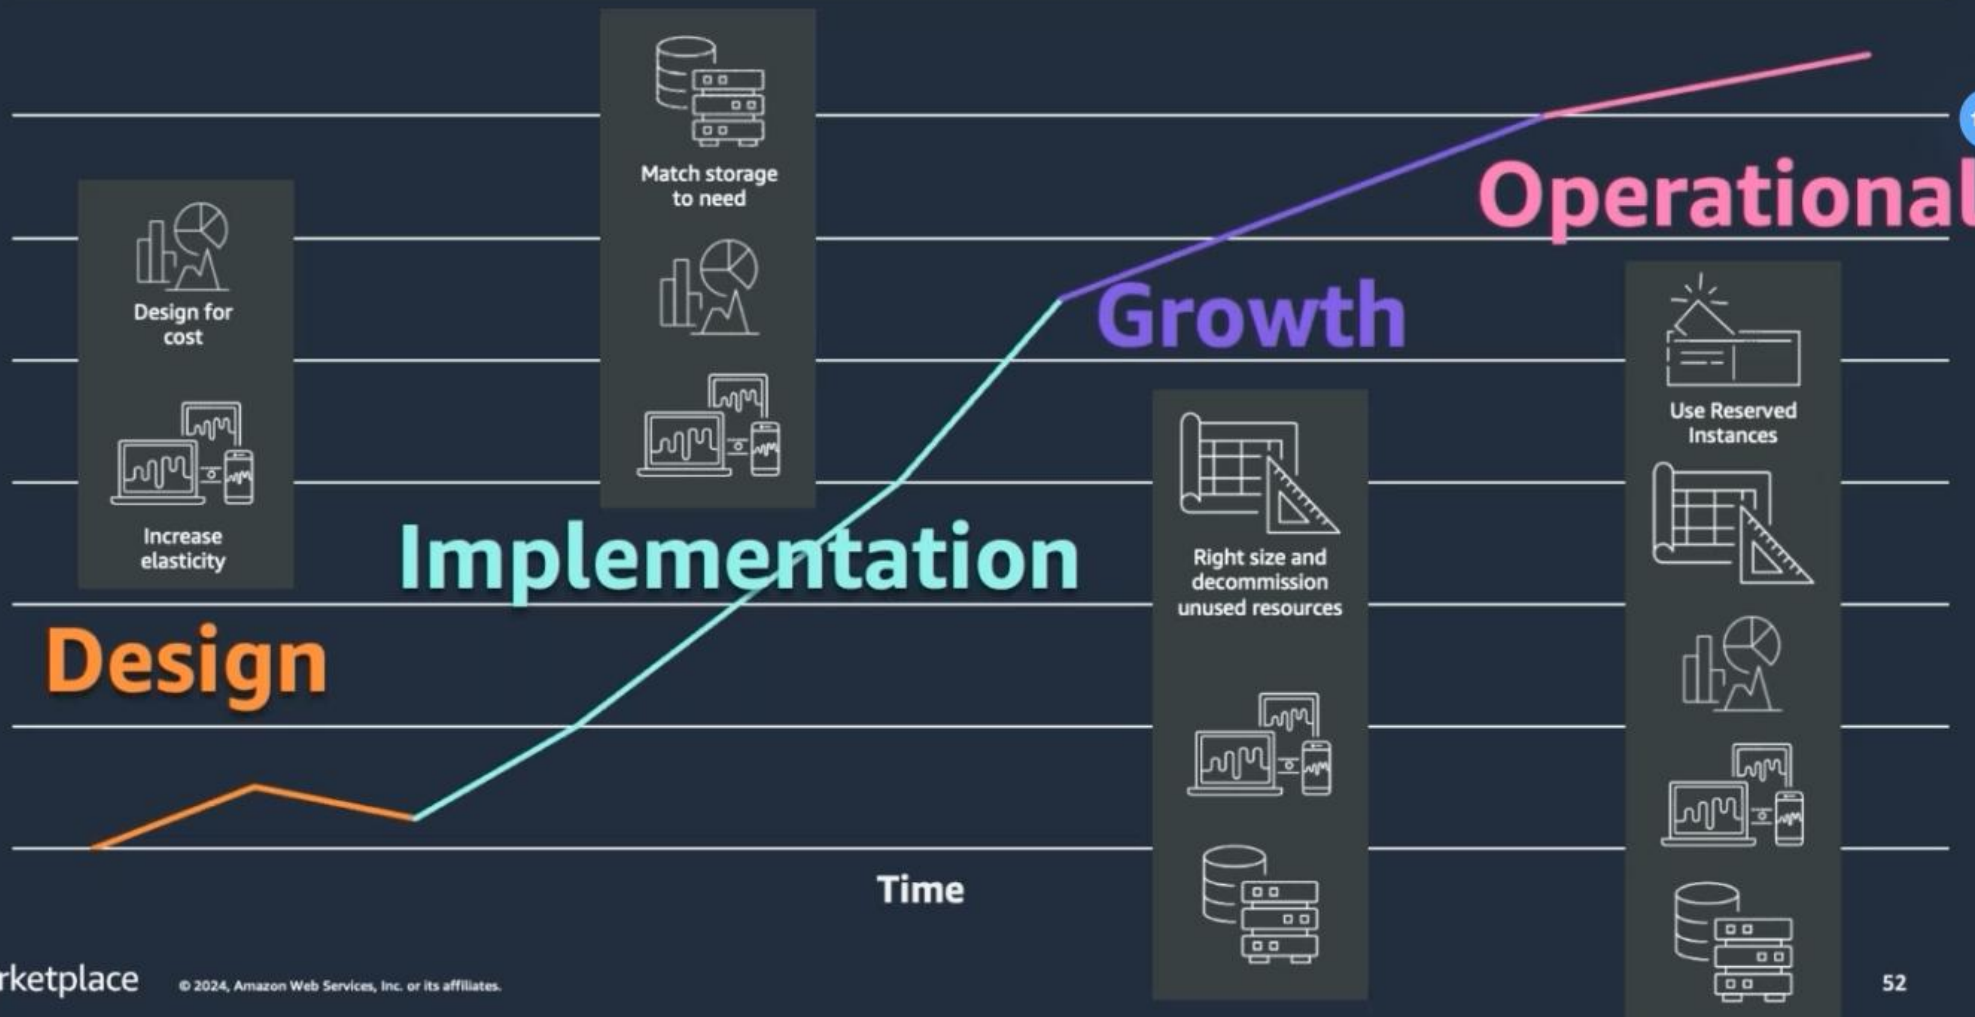 Match storage
to need
Operational
Design for
cost
Growth
Use Reserved
Instances
Increase
elasticity
Implementation
Right size and
decommission
unused resources
Design
Time
rketplace
© 2024, Amazon Web Services, Inc. or its affiliates.
52